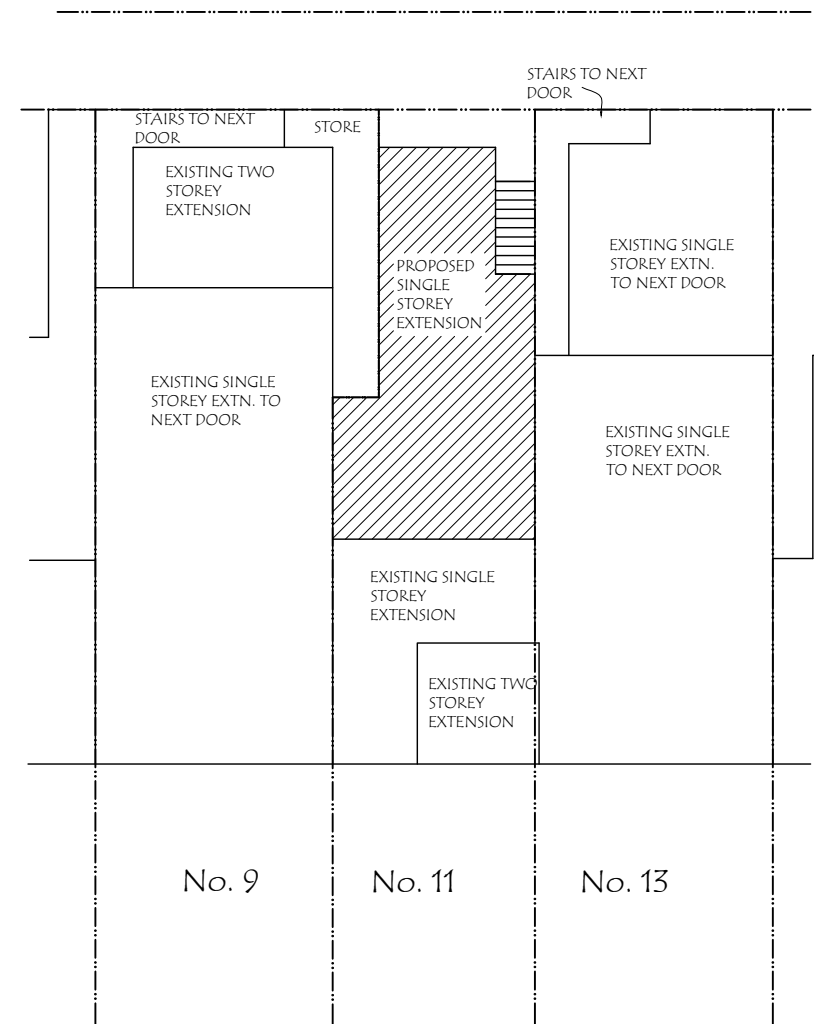 STAIRS TO NEXT
DOOR
STAIRS TO NEXT
DOOR
STORE
EXISTING TWO
STOREY
EXTENSION
PROPOSED
SINGLE
STOREY
EXTENSION
EXISTING SINGLE
STOREY EXTN.
TO NEXT DOOR
EXISTING SINGLE
STOREY EXTN. TO
NEXT DOOR
EXISTING SINGLE
STOREY EXTN.
TO NEXT DOOR
EXISTING SINGLE
STOREY
EXTENSION
EXISTING TWO
STOREY
EXTENSION
No. 9
No. 11
No. 13